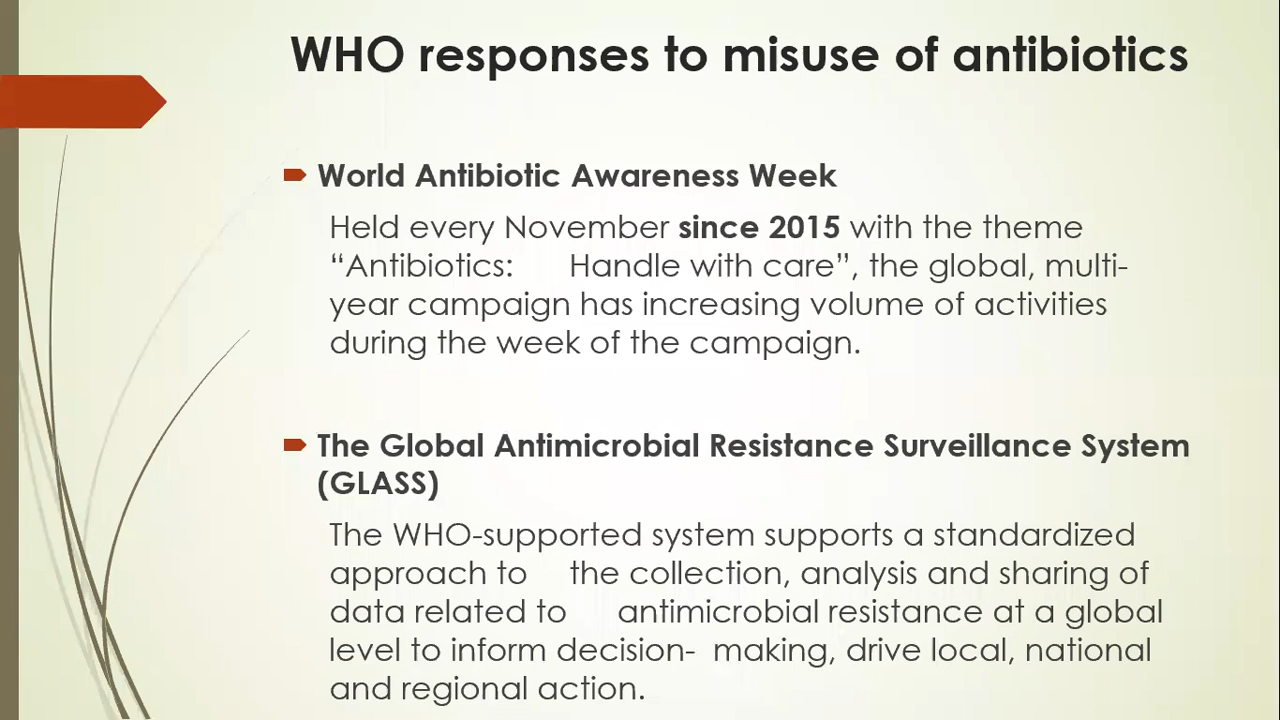 WHO responses to misuse of antibiotics
World Antibiotic Awareness Week
Held every November since 2015 with the theme
“Antibiotics: Handle with care”, the global, multi-
year campaign has increasing volume of activities
during the week of the campaign.
The Global Antimicrobial Resistance Surveillance System
(GLASS)
The WHO-supported system supports a standardized
approach to the collection, analysis and sharing of
data related to antimicrobial resistance at a global
level to inform decision- making, drive local, national
and regional action.